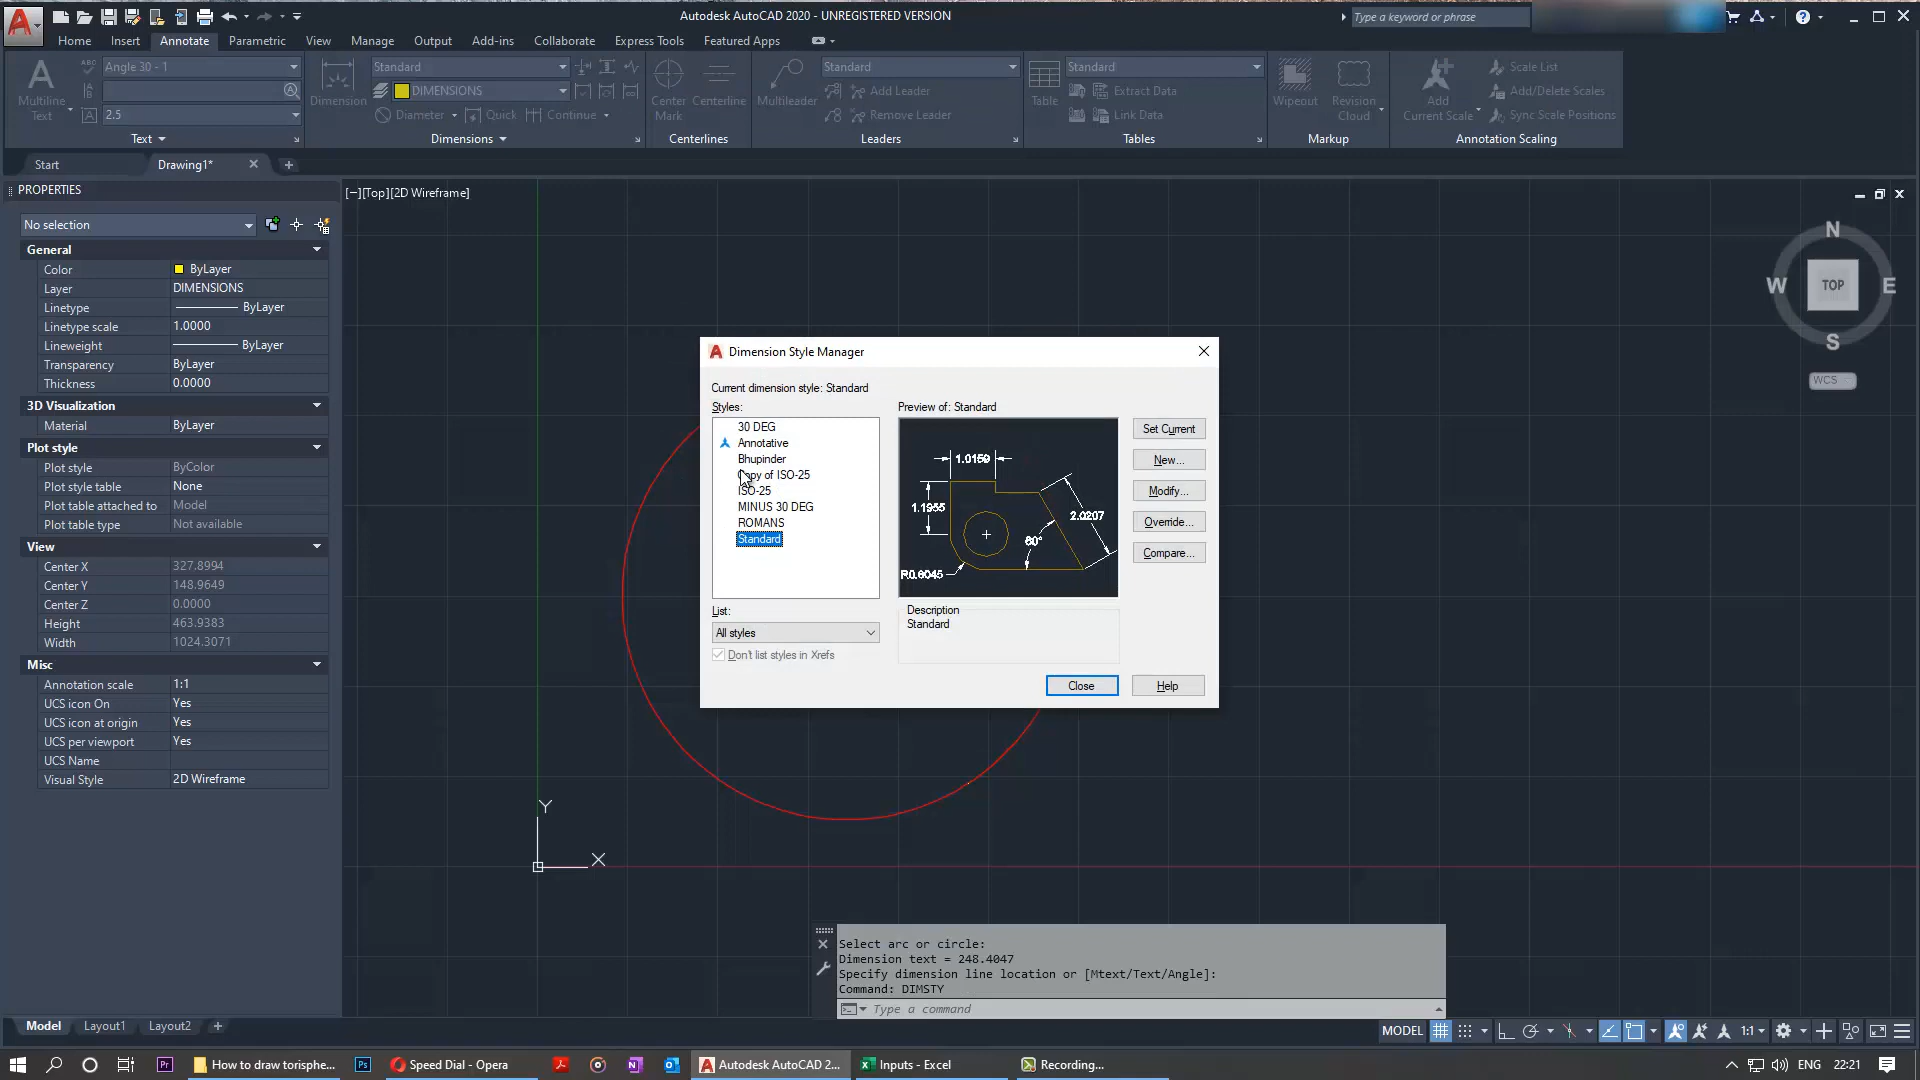 Autodesk AutoCAD 2020 - UNREGISTERED VERSION
Type a keyword or phrase
Home Insert Annotate Parametric View Manage Output Add-ins Collaborate Express Tools Featured Apps
Multiline Text
Angle 30 - 1
2.5
Text
Dimension
Standard
DIMENSIONS
Diameter Quick Continue
Dimensions
Center Mark
Centerline
Centerlines
Multileader
Standard
Add Leader
Remove Leader
Leaders
Table
Standard
Extract Data
Link Data
Tables
Wipeout
Revision Cloud
Markup
Add Current Scale
Scale List
Add/Delete Scales
Sync Scale Positions
Annotation Scaling
Start Drawing1*
PROPERTIES
No selection
General
Color ByLayer
Layer DIMENSIONS
Linetype ByLayer
Linetype scale 1.0000
Lineweight ByLayer
Transparency ByLayer
Thickness 0.0000
3D Visualization
Material ByLayer
Plot style
Plot style ByColor
Plot style table None
Plot table attached to Model
Plot table type Not available
View
Center X 327.8994
Center Y 148.9649
Center Z 0.0000
Height 463.9383
Width 1024.3071
Misc
Annotation scale 1:1
UCS icon On Yes
UCS icon at origin Yes
UCS per viewport Yes
UCS Name
Visual Style 2D Wireframe
[−][Top][2D Wireframe]
N
W TOP E
S
WCS
Y
X
Dimension Style Manager
Current dimension style: Standard
Styles:
30 DEG
Annotative
Bhupinder
Copy of ISO-25
ISO-25
MINUS 30 DEG
ROMANS
Standard
List:
All styles
Don't list styles in Xrefs
Preview of: Standard
1.0159
1.1955
2.0207
60°
R0.8045
Description
Standard
Set Current
New...
Modify...
Override...
Compare...
Close Help
Select arc or circle:
Dimension text = 248.4047
Specify dimension line location or [Mtext/Text/Angle]:
Command: DIMSTY
Type a command
Model Layout1 Layout2
MODEL 1:1
How to draw torisphe... Speed Dial - Opera Autodesk AutoCAD 2... Inputs - Excel Recording...
ENG 22:21